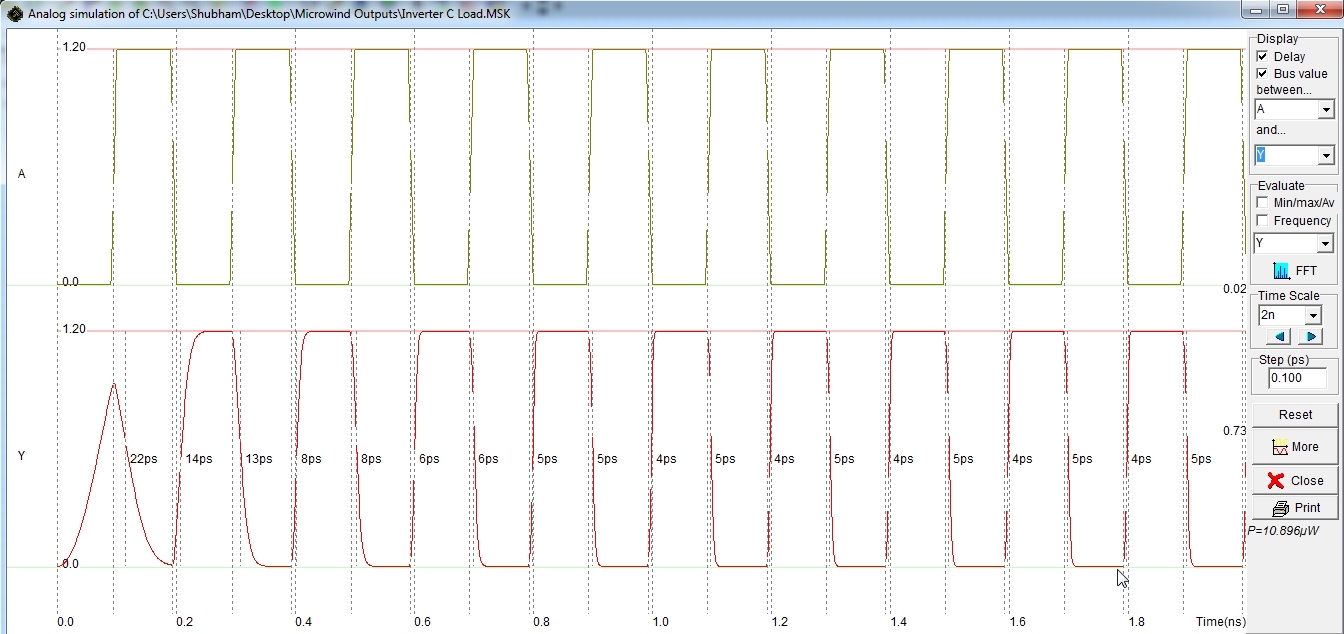 Analog simulation of C:\Users\Shubham\Desktop\Microwind Outputs\Inverter C Load.MSK
1.20
A
0.0
0.02
1.20
0.73
Y
22ps 14ps 13ps 8ps 8ps 6ps 6ps 5ps 5ps 4ps 5ps 4ps 5ps 4ps 5ps 4ps 5ps 4ps 5ps
0.0
0.0 0.2 0.4 0.6 0.8 1.0 1.2 1.4 1.6 1.8 Time(ns)
Display
Delay
Bus value
between...
A
and...
Y
Evaluate
Min/max/Av
Frequency
Y
FFT
Time Scale
2n
Step (ps)
0.100
Reset
More
Close
Print
P=10.896µW